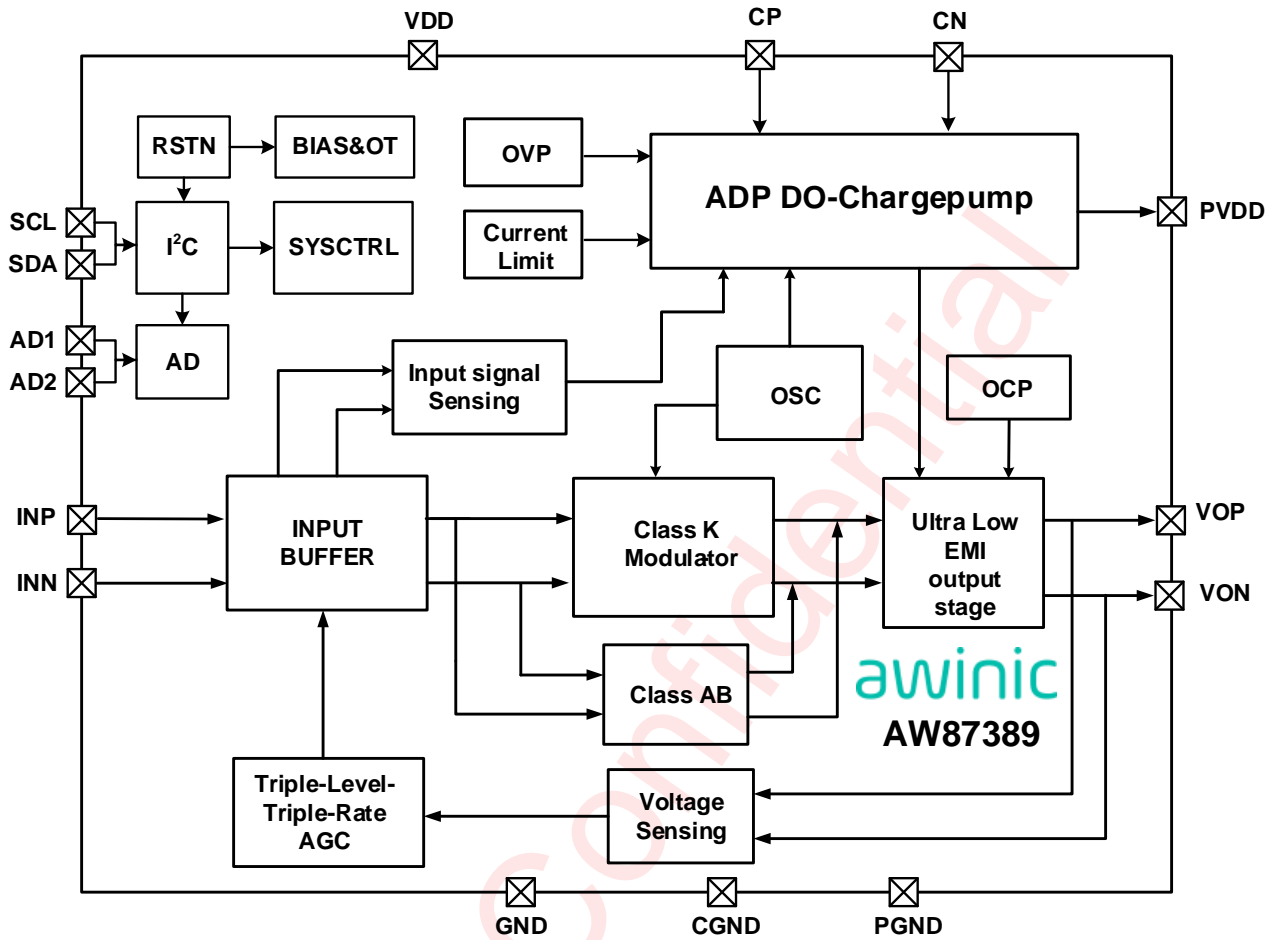 VDD
CP
CN
RSTN
BIAS&OT
OVP
ADP DO-Chargepump
PVDD
SCL
SDA
I²C
SYSCTRL
Current
Limit
AD1
AD2
AD
Input signal
Sensing
OSC
OCP
INP
INN
INPUT
BUFFER
Class K
Modulator
Ultra Low
EMI
output
stage
VOP
VON
Class AB
awinic
AW87389
Triple-Level-
Triple-Rate
AGC
Voltage
Sensing
GND
CGND
PGND
Confidential